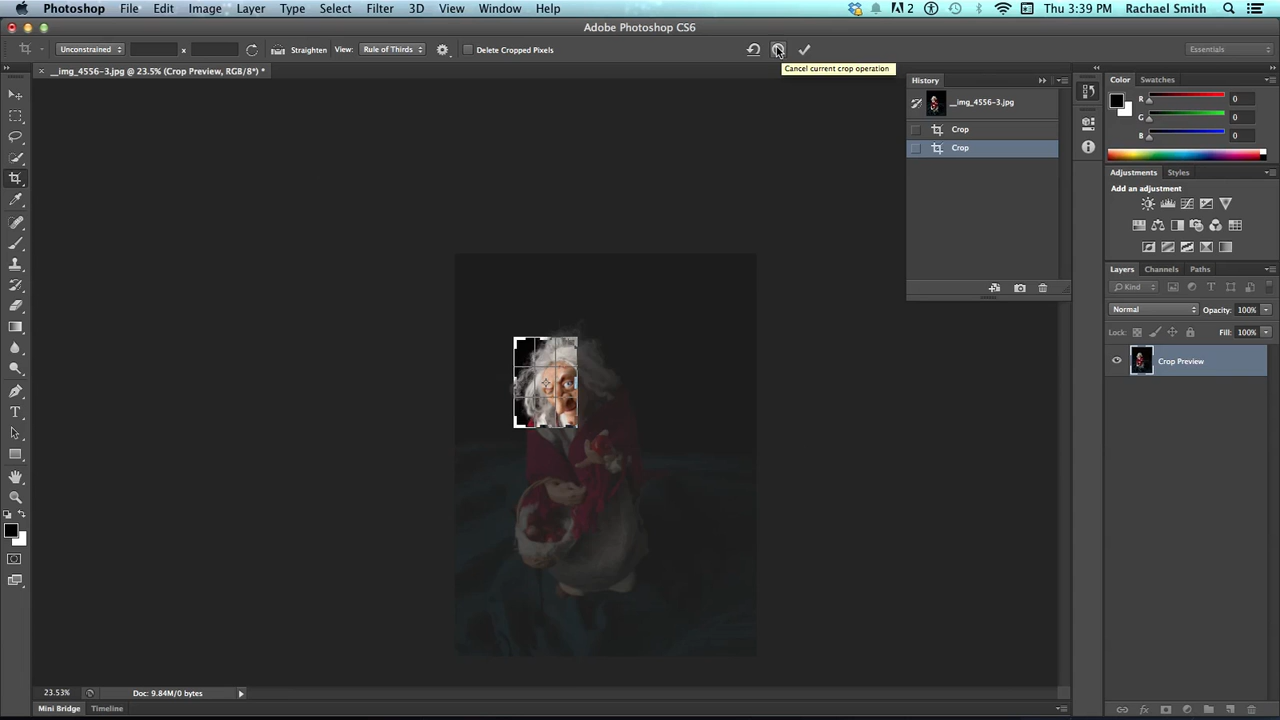 Photoshop File Edit Image Layer Type Select Filter 3D View Window Help 2 Thu 3:39 PM Rachael Smith
Adobe Photoshop CS6
Unconstrained x Straighten View: Rule of Thirds Delete Cropped Pixels Essentials
Cancel current crop operation
__img_4556-3.jpg @ 23.5% (Crop Preview, RGB/8*) *
History
__img_4556-3.jpg
Crop
Crop
Color Swatches
R 0
G 0
B 0
Adjustments Styles
Add an adjustment
Layers Channels Paths
Kind
Normal Opacity: 100%
Lock: Fill: 100%
Crop Preview
23.53% Doc: 9.84M/0 bytes
Mini Bridge Timeline